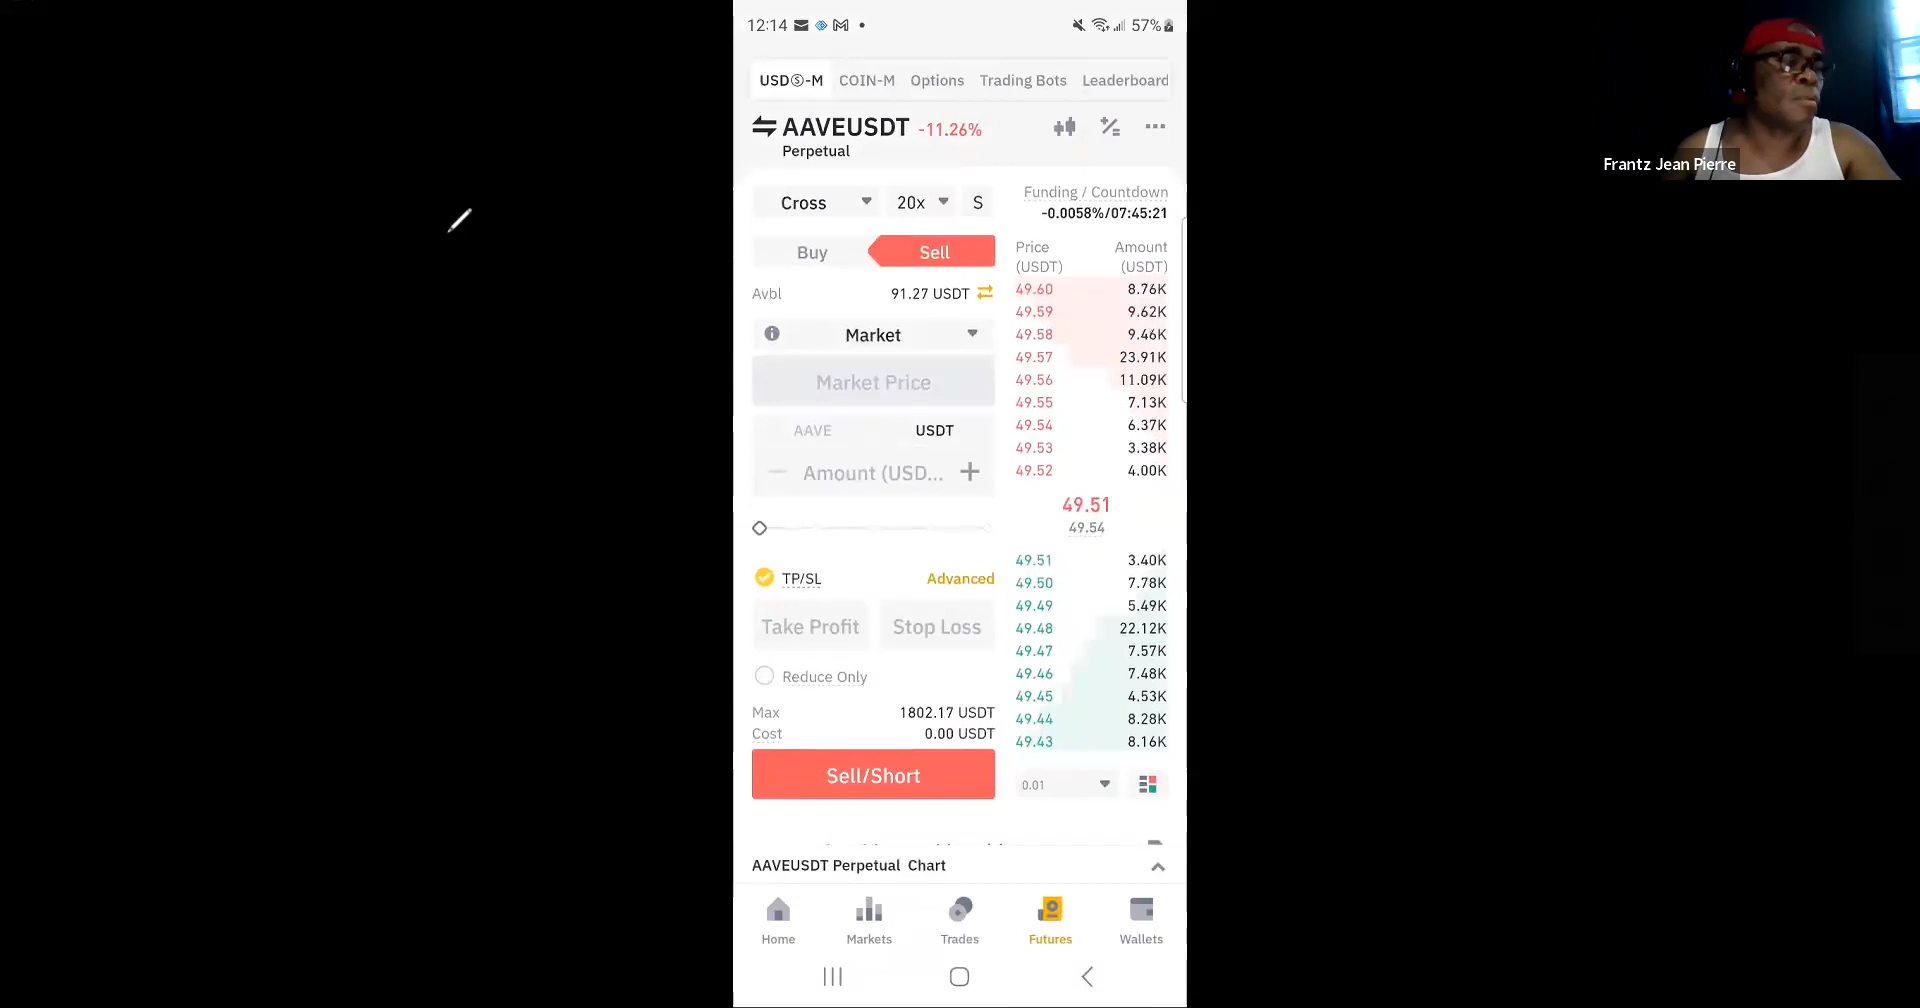 12:14
57%
USDⓈ-M COIN-M Options Trading Bots Leaderboard
AAVEUSDT -11.26%
Perpetual
Frantz Jean Pierre
Cross 20x S
Funding / Countdown
-0.0058%/07:45:21
Buy Sell
Avbl 91.27 USDT
Market
Market Price
AAVE USDT
Amount (USD...
TP/SL Advanced
Take Profit Stop Loss
Reduce Only
Max 1802.17 USDT
Cost 0.00 USDT
Sell/Short
Price Amount
(USDT) (USDT)
49.60 8.76K
49.59 9.62K
49.58 9.46K
49.57 23.91K
49.56 11.09K
49.55 7.13K
49.54 6.37K
49.53 3.38K
49.52 4.00K
49.51
49.54
49.51 3.40K
49.50 7.78K
49.49 5.49K
49.48 22.12K
49.47 7.57K
49.46 7.48K
49.45 4.53K
49.44 8.28K
49.43 8.16K
0.01
AAVEUSDT Perpetual Chart
Home Markets Trades Futures Wallets